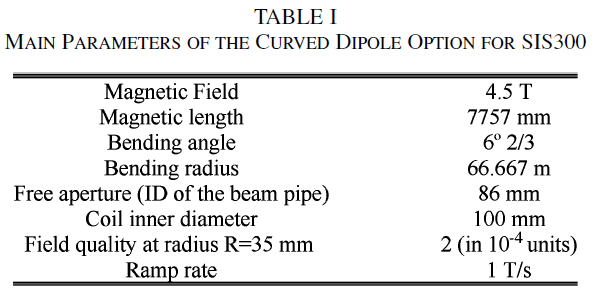 TABLE I
MAIN PARAMETERS OF THE CURVED DIPOLE OPTION FOR SIS300
Magnetic Field 4.5 T
Magnetic length 7757 mm
Bending angle 6º 2/3
Bending radius 66.667 m
Free aperture (ID of the beam pipe) 86 mm
Coil inner diameter 100 mm
Field quality at radius R=35 mm 2 (in 10⁻⁴ units)
Ramp rate 1 T/s